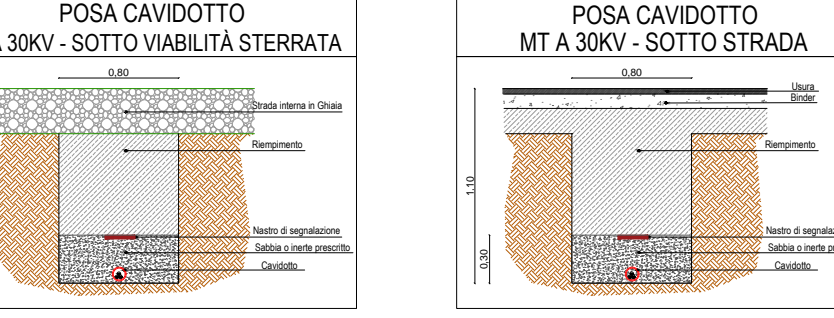 POSA CAVIDOTTO
A 30KV - SOTTO VIABILITÀ STERRATA
0,80
Strada interna in Ghiaia
Riempimento
Nastro di segnalazione
Sabbia o inerte prescritto
Cavidotto
POSA CAVIDOTTO
MT A 30KV - SOTTO STRADA
0,80
Usura
Binder
Riempimento
1,10
Nastro di segnalaz
Sabbia o inerte pre
0,30
Cavidotto